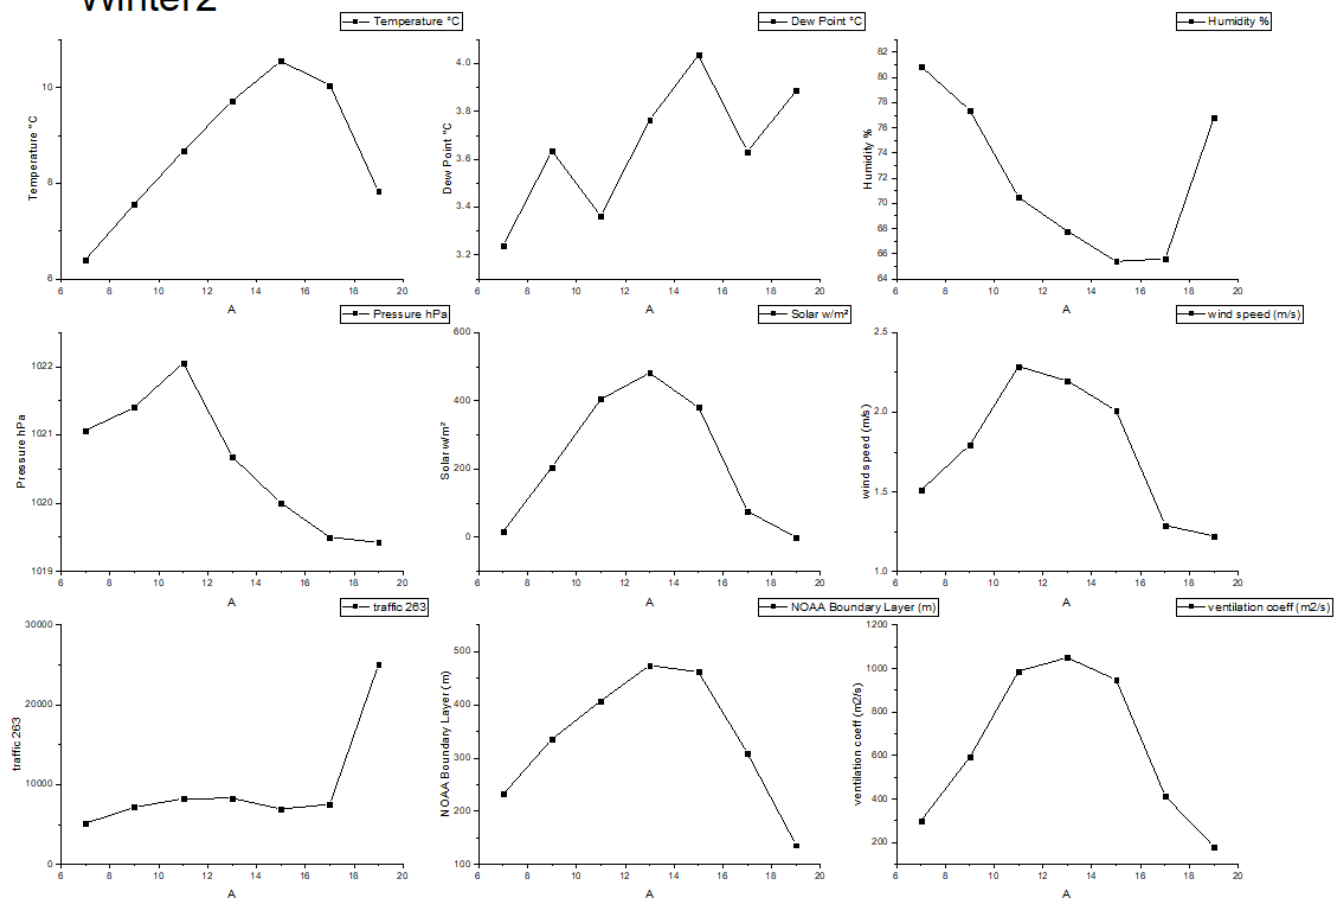 Winter2
Temperature °C
Dew Point °C
Humidity %
Temperature °C
10
8
6
6 8 10 12 14 16 18 20
A
Dew Point °C
4.0
3.8
3.6
3.4
3.2
6 8 10 12 14 16 18 20
A
Humidity %
82
80
78
76
74
72
70
68
66
64
6 8 10 12 14 16 18 20
A
Pressure hPa
Solar w/m²
wind speed (m/s)
Pressure hPa
1022
1021
1020
1019
6 8 10 12 14 16 18 20
A
Solar w/m²
600
400
200
0
6 8 10 12 14 16 18 20
A
wind speed (m/s)
2.5
2.0
1.5
1.0
6 8 10 12 14 16 18 20
A
traffic 263
NOAA Boundary Layer (m)
ventilation coeff (m2/s)
traffic 263
30000
20000
10000
0
6 8 10 12 14 16 18 20
A
NOAA Boundary Layer (m)
500
400
300
200
100
6 8 10 12 14 16 18 20
A
ventilation coeff (m2/s)
1200
1000
800
600
400
200
6 8 10 12 14 16 18 20
A